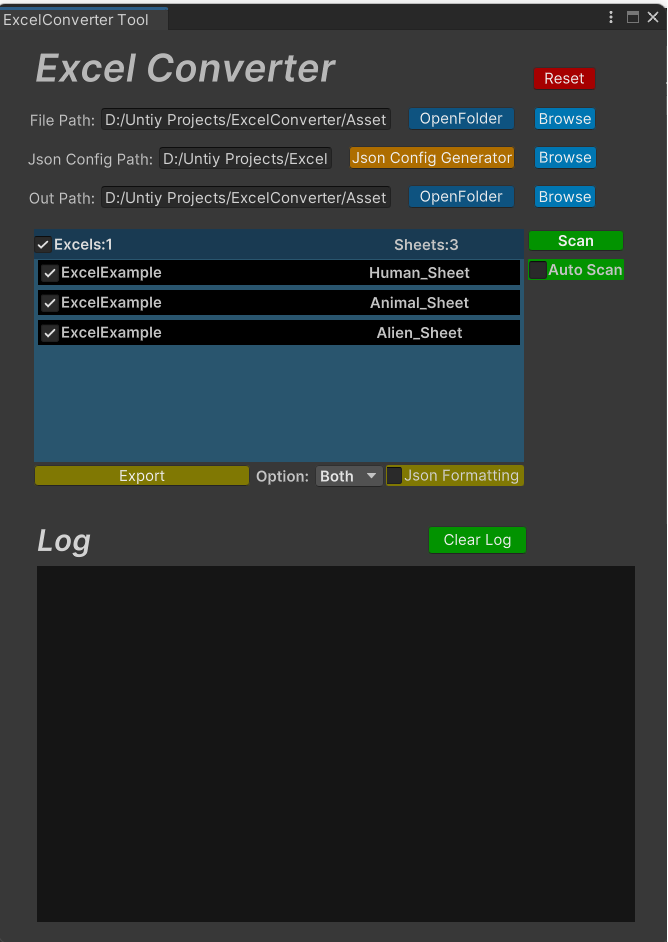 ExcelConverter Tool
Excel Converter
Reset
File Path: D:/Untiy Projects/ExcelConverter/Asset OpenFolder Browse
Json Config Path: D:/Untiy Projects/Excel Json Config Generator Browse
Out Path: D:/Untiy Projects/ExcelConverter/Asset OpenFolder Browse
Excels:1 Sheets:3 Scan
ExcelExample Human_Sheet Auto Scan
ExcelExample Animal_Sheet
ExcelExample Alien_Sheet
Export Option: Both Json Formatting
Log Clear Log